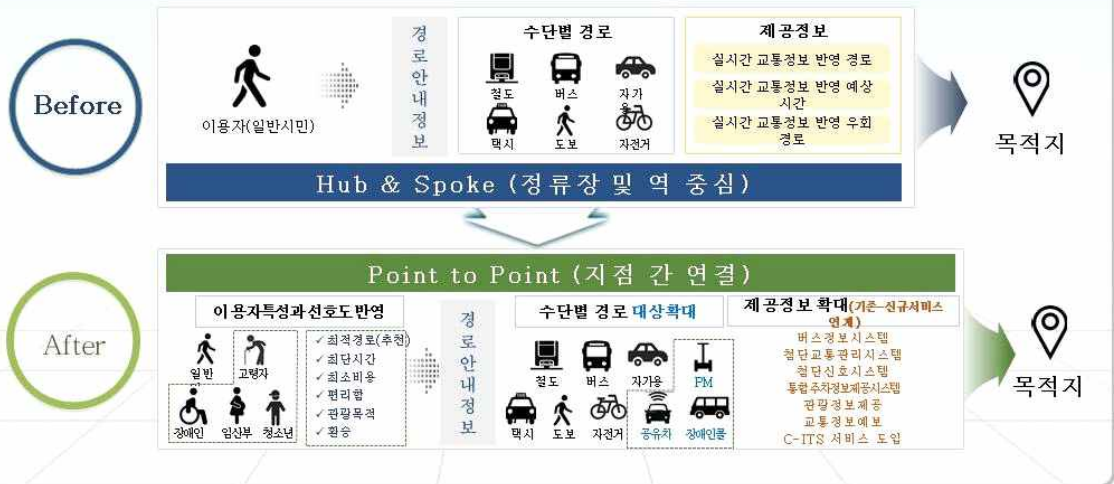 Before
이용자(일반시민)
경로안내정보
수단별 경로
철도
버스
자가용
택시
도보
자전거
제공정보
실시간 교통정보 반영 경로
실시간 교통정보 반영 예상
시간
실시간 교통정보 반영 우회
경로
목적지
Hub & Spoke (정류장 및 역 중심)
After
Point to Point (지점 간 연결)
이용자특성과 선호도 반영
일반
고령자
장애인
임산부
청소년
✓ 최적경로(추천)
✓ 최단시간
✓ 최소비용
✓ 편리함
✓ 관광목적
✓ 환승
경로안내정보
수단별 경로 대상확대
철도
버스
자가용
PM
택시
도보
자전거
공유차
장애인콜
제공정보 확대(기존-신규서비스
연계)
버스정보시스템
첨단교통관리시스템
첨단신호시스템
통합주차정보제공시스템
관광정보제공
교통정보예보
C-ITS 서비스 도입
목적지